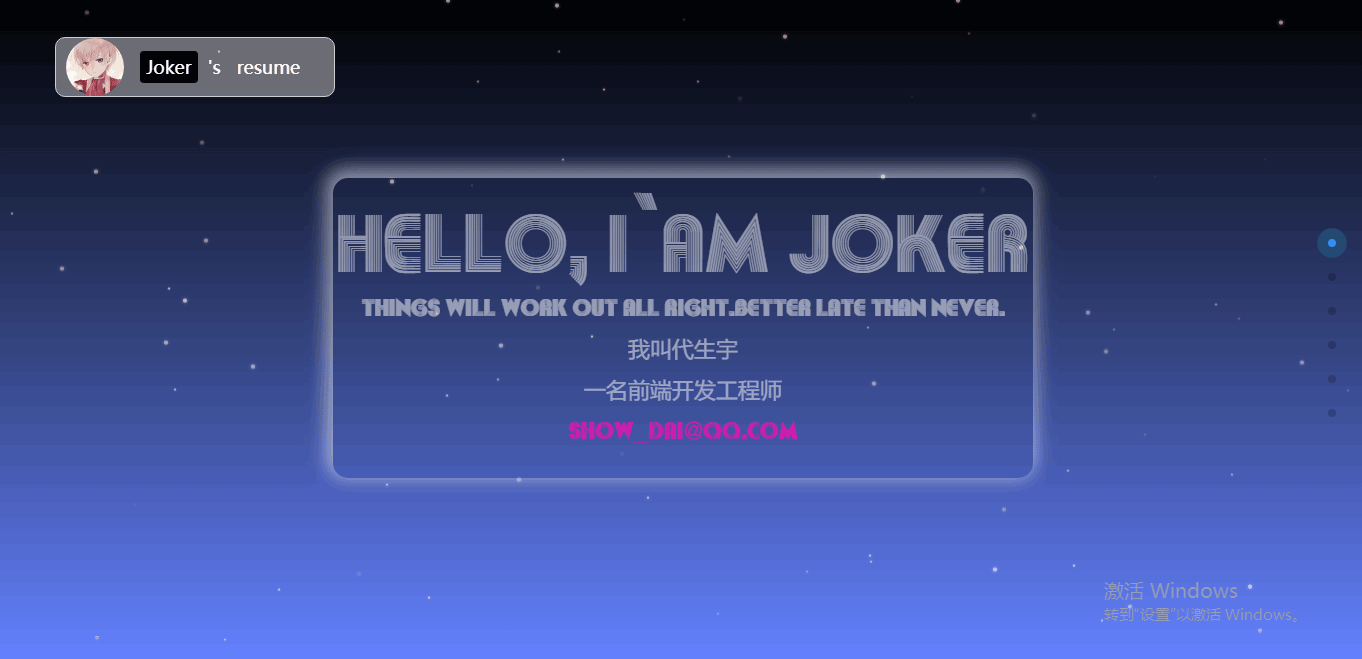 Joker 's resume
HELLO, I`AM JOKER
THINGS WILL WORK OUT ALL RIGHT.BETTER LATE THAN NEVER.
我叫代生宇
一名前端开发工程师
SHOW_DAI@QQ.COM
激活 Windows
转到"设置"以激活 Windows。